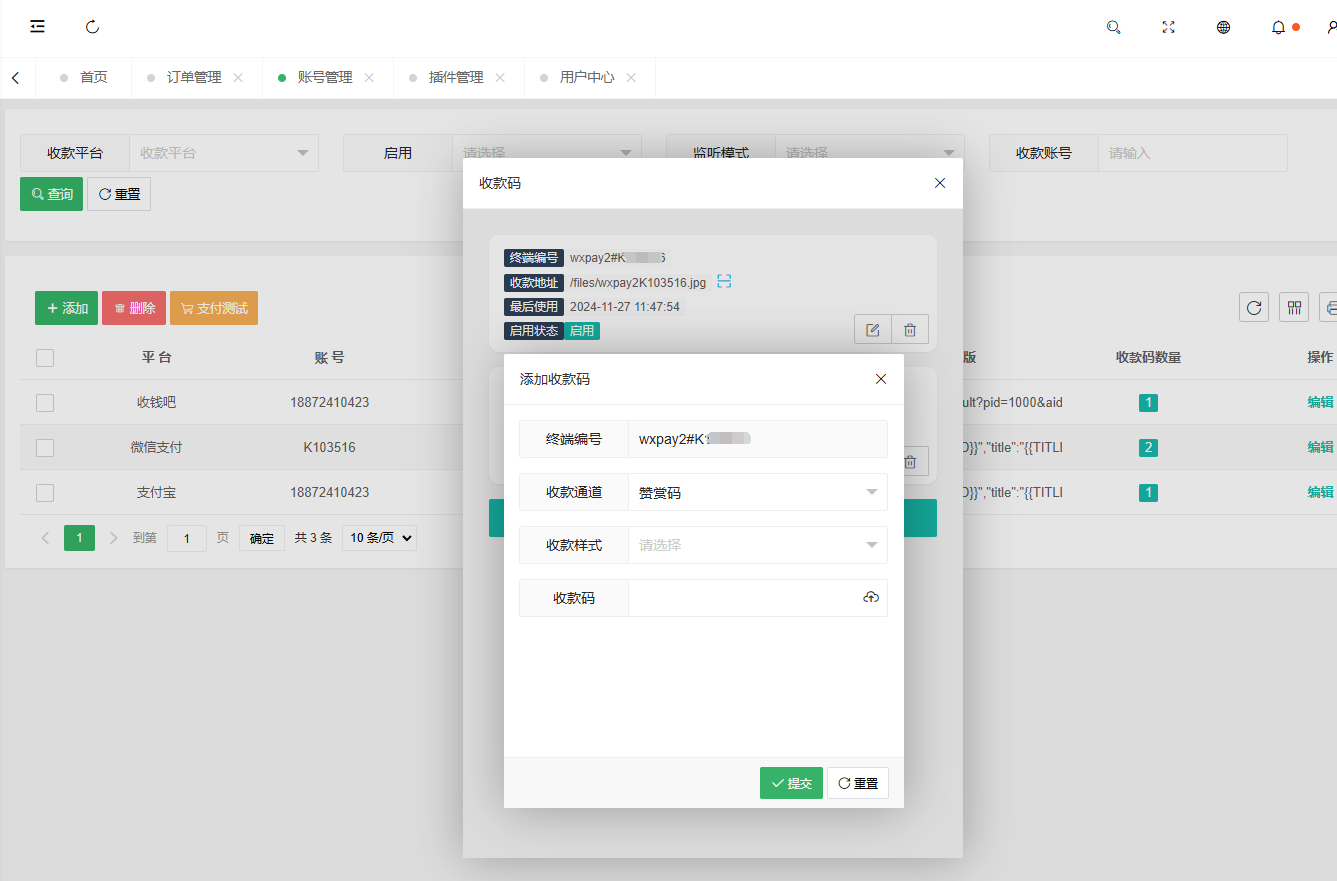 首页
订单管理
账号管理
插件管理
用户中心
收款平台 收款平台
启用 请选择
监听模式 请选择
收款账号 请输入
查询 重置
收款码
终端编号 wxpay2#K
收款地址 /files/wxpay2K103516.jpg
最后使用 2024-11-27 11:47:54
启用状态 启用
添加 删除 支付测试
平台 账号 版 收款码数量 操作
收钱吧 18872410423 ult?pid=1000&aid 1 编辑
微信支付 K103516 D}}","title":"{{TITLI 2 编辑
支付宝 18872410423 D}}","title":"{{TITLI 1 编辑
1 到第 1 页 确定 共 3 条 10 条/页
添加收款码
终端编号 wxpay2#K
收款通道 赞赏码
收款样式 请选择
收款码
提交 重置